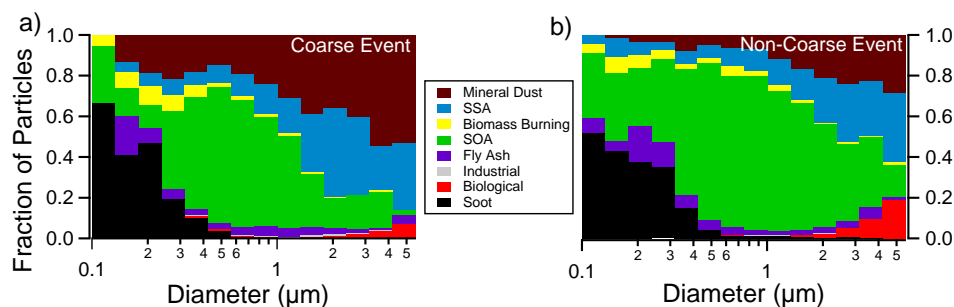 a)
Coarse Event
Fraction of Particles
1.0
0.8
0.6
0.4
0.2
0.0
0.1
2
3
4
5
6
1
2
3
4
5
Diameter (µm)
Mineral Dust
SSA
Biomass Burning
SOA
Fly Ash
Industrial
Biological
Soot
b)
Non-Coarse Event
1.0
0.8
0.6
0.4
0.2
0.0
0.1
2
3
4
5
6
1
2
3
4
5
Diameter (µm)